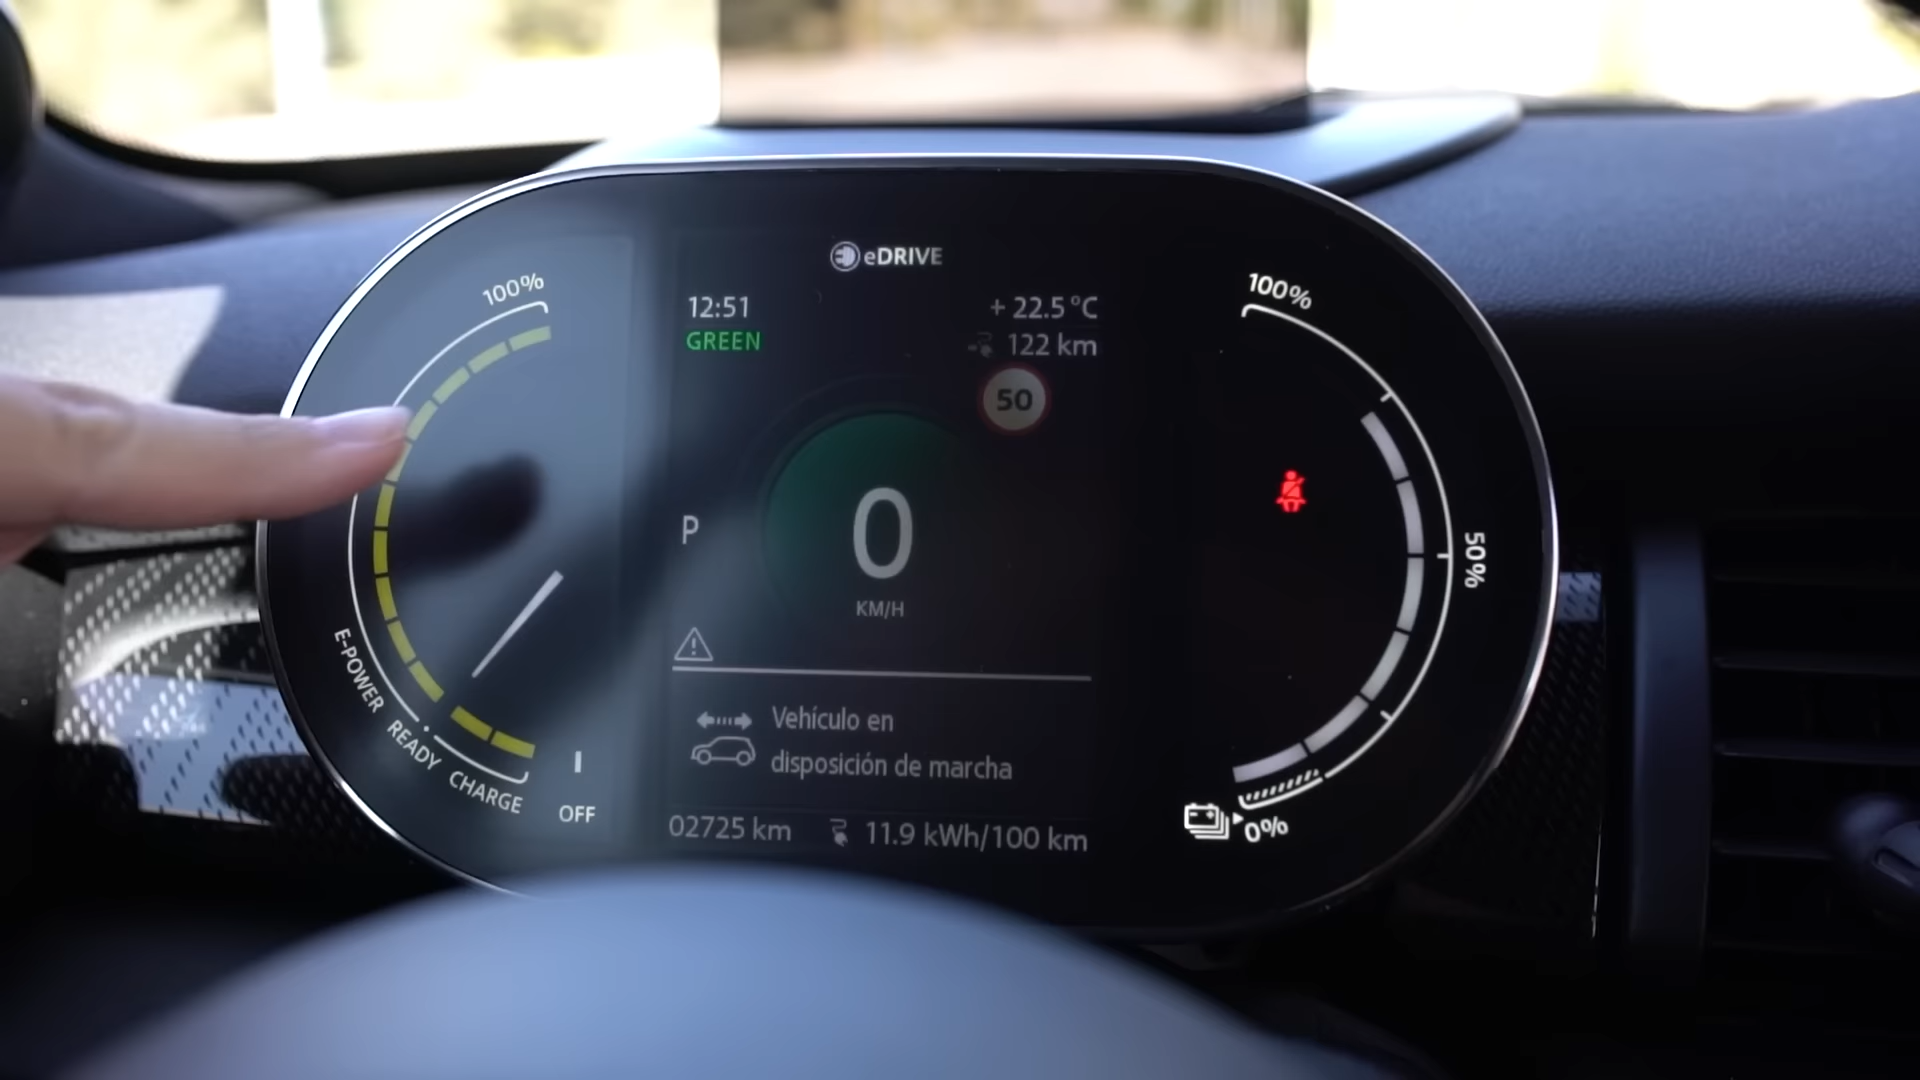 eDRIVE
12:51
+ 22.5°C
GREEN
122 km
50
100%
100%
P
0
KM/H
50%
E-POWER
READY
CHARGE
OFF
Vehículo en
disposición de marcha
02725 km
11.9 kWh/100 km
0%